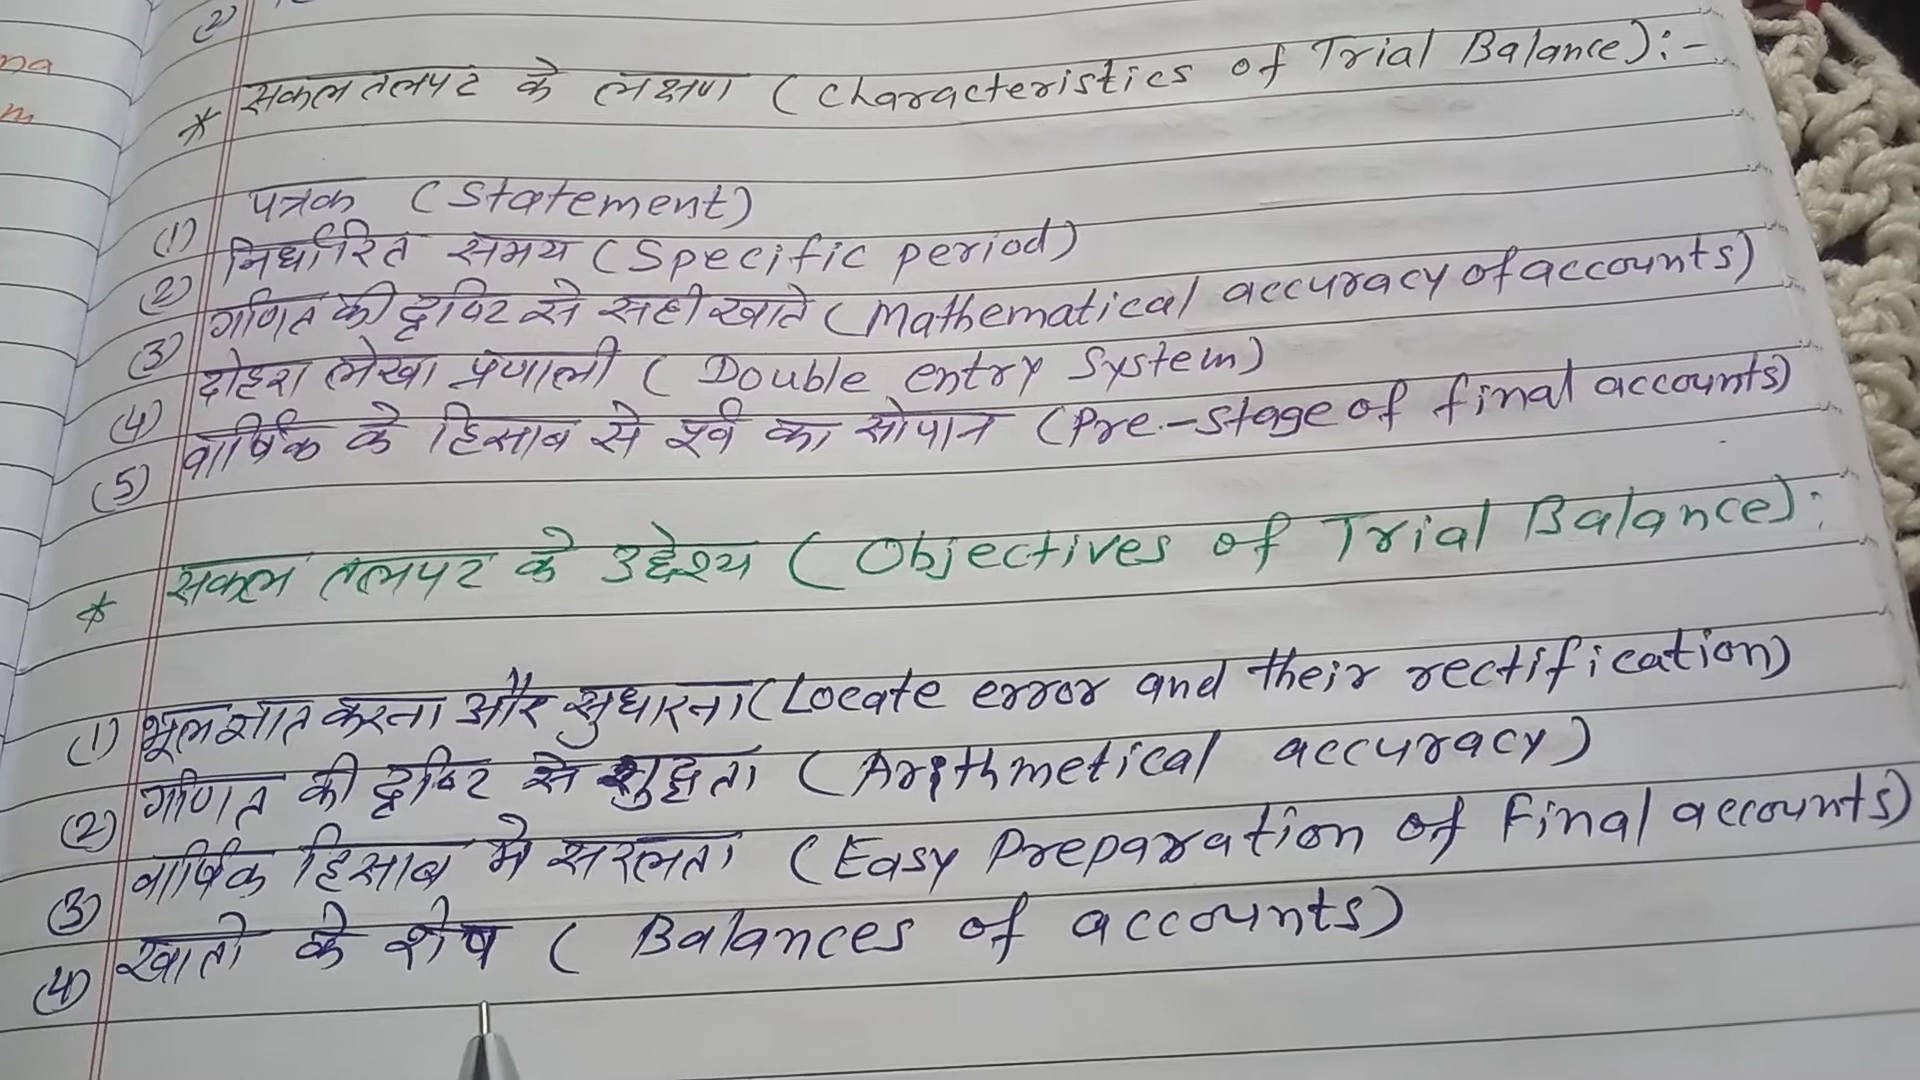 (2)
na
m
* सकल तलपट के लक्षण (Characteristics of Trial Balance):-
(1) पत्रक (Statement)
(2) निर्धारित समय (Specific period)
(3) गणित की दृष्टि से सही खाते (Mathematical accuracy of accounts)
(4) दोहरा लेखा प्रणाली (Double entry System)
(5) वार्षिक के हिसाब से पूर्व का सोपान (Pre-stage of final accounts)
* सकल तलपट के उद्देश्य (Objectives of Trial Balance):
(1) भूल ज्ञात करना और सुधारना (Locate error and their rectification)
(2) गणित की दृष्टि से शुद्धता (Arithmetical accuracy)
(3) वार्षिक हिसाब मे सरलता (Easy Preparation of Final accounts)
(4) खातो के शेष (Balances of accounts)